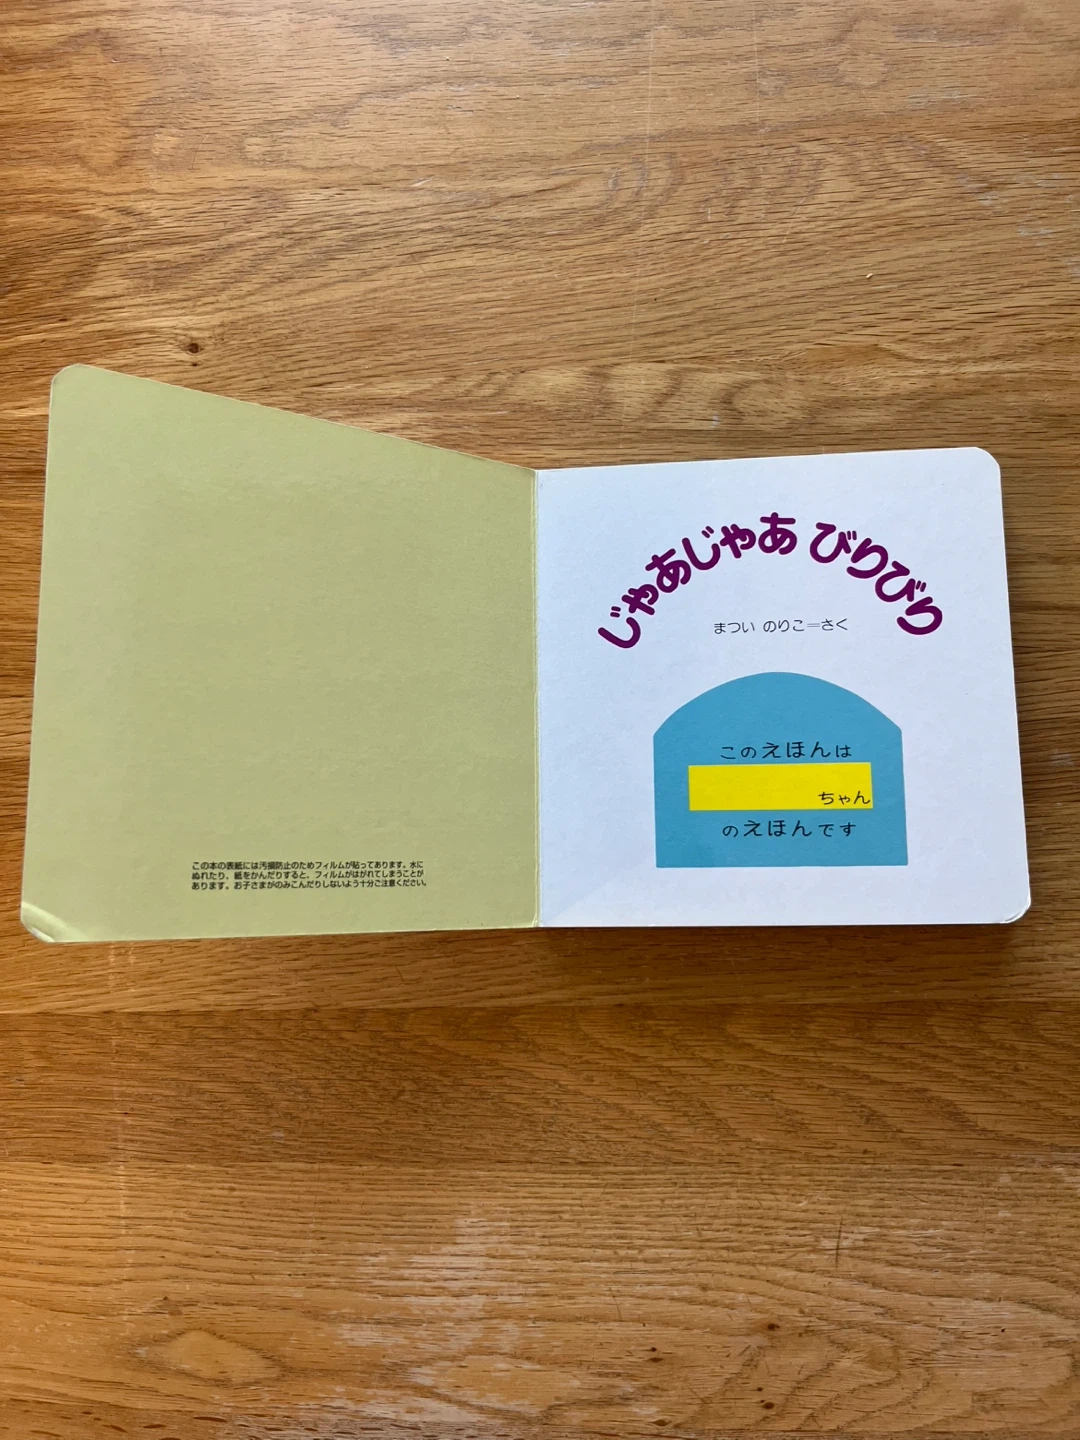 この本の表紙には汚損防止のためフィルムが貼ってあります。水に
ぬれたり、紙をかんだりすると、フィルムがはがれてしまうことが
あります。お子さまがのみこんだりしないよう十分ご注意ください。
じゃあじゃあ びりびり
まつい のりこ=さく
このえほんは
ちゃん
のえほんです